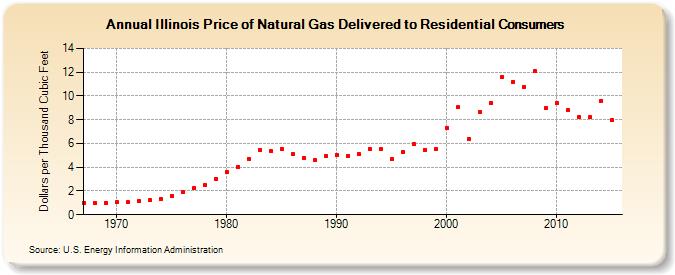 Annual Illinois Price of Natural Gas Delivered to Residential Consumers
Dollars per Thousand Cubic Feet
14
12
10
8
6
4
2
0
1970 1980 1990 2000 2010
Source: U.S. Energy Information Administration